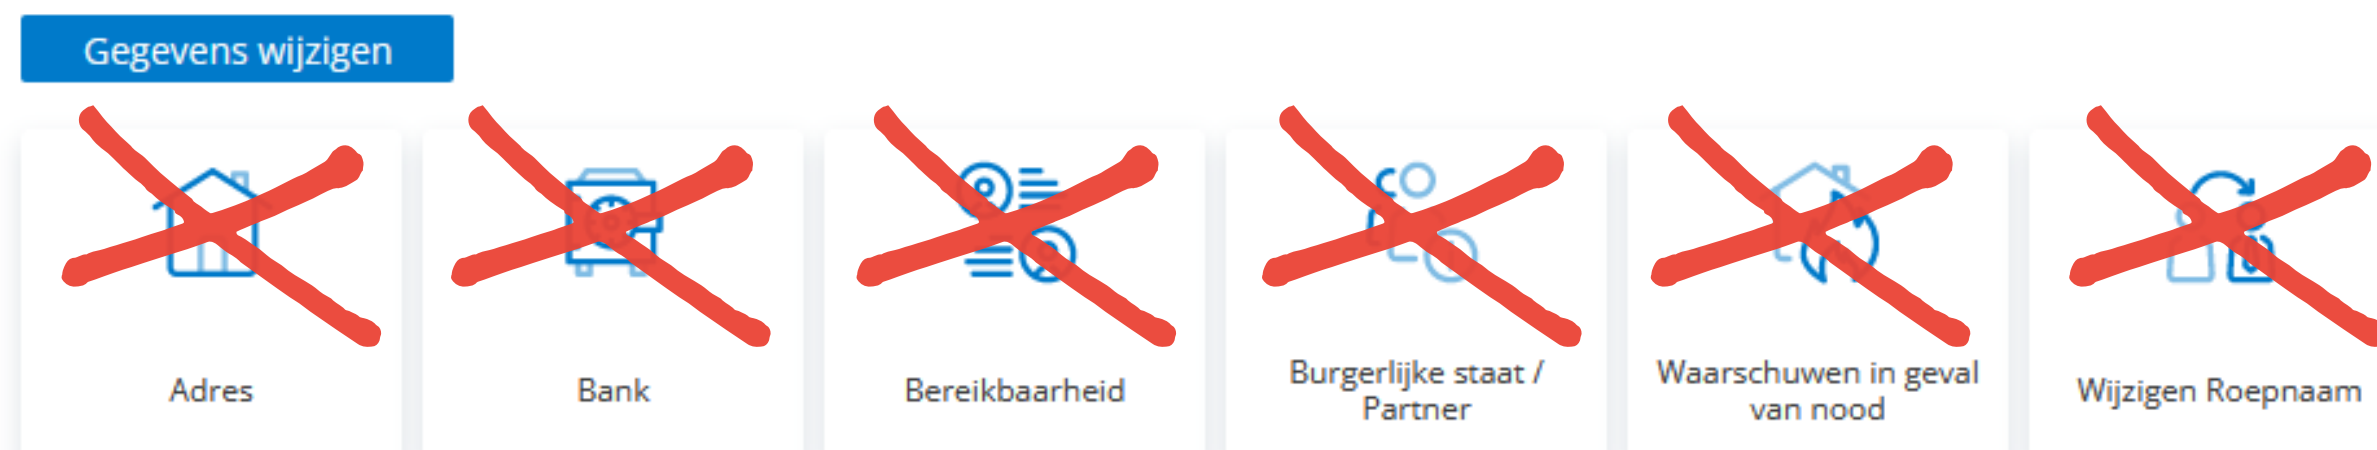 Gegevens wijzigen
Adres
Bank
Bereikbaarheid
Burgerlijke staat /
Partner
Waarschuwen in geval
van nood
Wijzigen Roepnaam